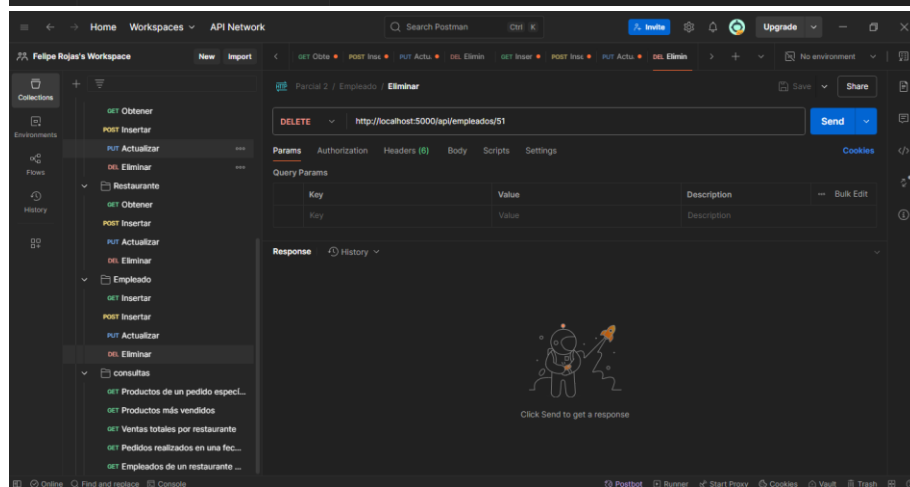 Home Workspaces API Network Search Postman Ctrl K Invite Upgrade
Felipe Rojas's Workspace New Import GET Obte POST Inse PUT Actu. DEL Elimin GET Inser POST Inse PUT Actu DEL Elimin No environment
Collections
Environments
Flows
History
GET Obtener
POST Insertar
PUT Actualizar
DEL Eliminar
Restaurante
GET Obtener
POST Insertar
PUT Actualizar
DEL Eliminar
Empleado
GET Insertar
POST Insertar
PUT Actualizar
DEL Eliminar
consultas
GET Productos de un pedido especí...
GET Productos más vendidos
GET Ventas totales por restaurante
GET Pedidos realizados en una fec...
GET Empleados de un restaurante ...
HTTP Parcial 2 / Empleado / Eliminar Save Share
DELETE http://localhost:5000/api/empleados/51 Send
Params Authorization Headers (6) Body Scripts Settings Cookies
Query Params
Key Value Description Bulk Edit
Key Value Description
Response History
Click Send to get a response
Online Find and replace Console Postbot Runner Start Proxy Cookies Vault Trash